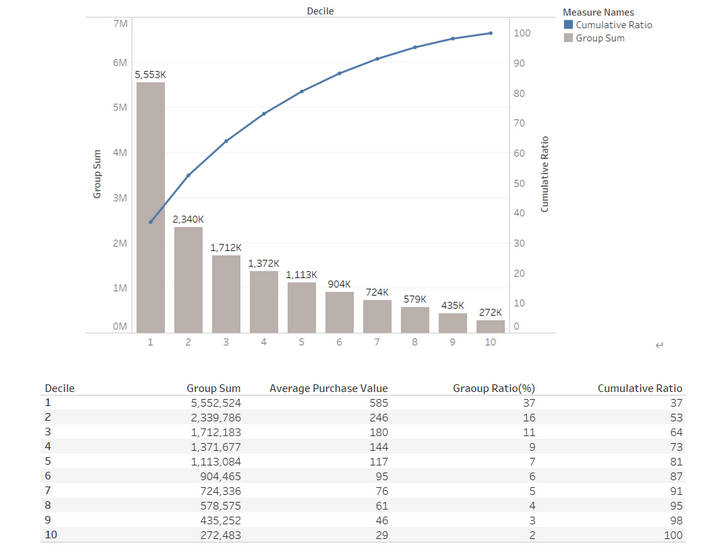 Decile
Measure Names
Cumulative Ratio
Group Sum
7M
6M
5M
4M
3M
2M
1M
0M
Group Sum
5,553K
2,340K
1,712K
1,372K
1,113K
904K
724K
579K
435K
272K
100
90
80
70
60
50
40
30
20
10
0
Cumulative Ratio
1 2 3 4 5 6 7 8 9 10
↵
Decile Group Sum Average Purchase Value Graoup Ratio(%) Cumulative Ratio
1 5,552,524 585 37 37
2 2,339,786 246 16 53
3 1,712,183 180 11 64
4 1,371,677 144 9 73
5 1,113,084 117 7 81
6 904,465 95 6 87
7 724,336 76 5 91
8 578,575 61 4 95
9 435,252 46 3 98
10 272,483 29 2 100